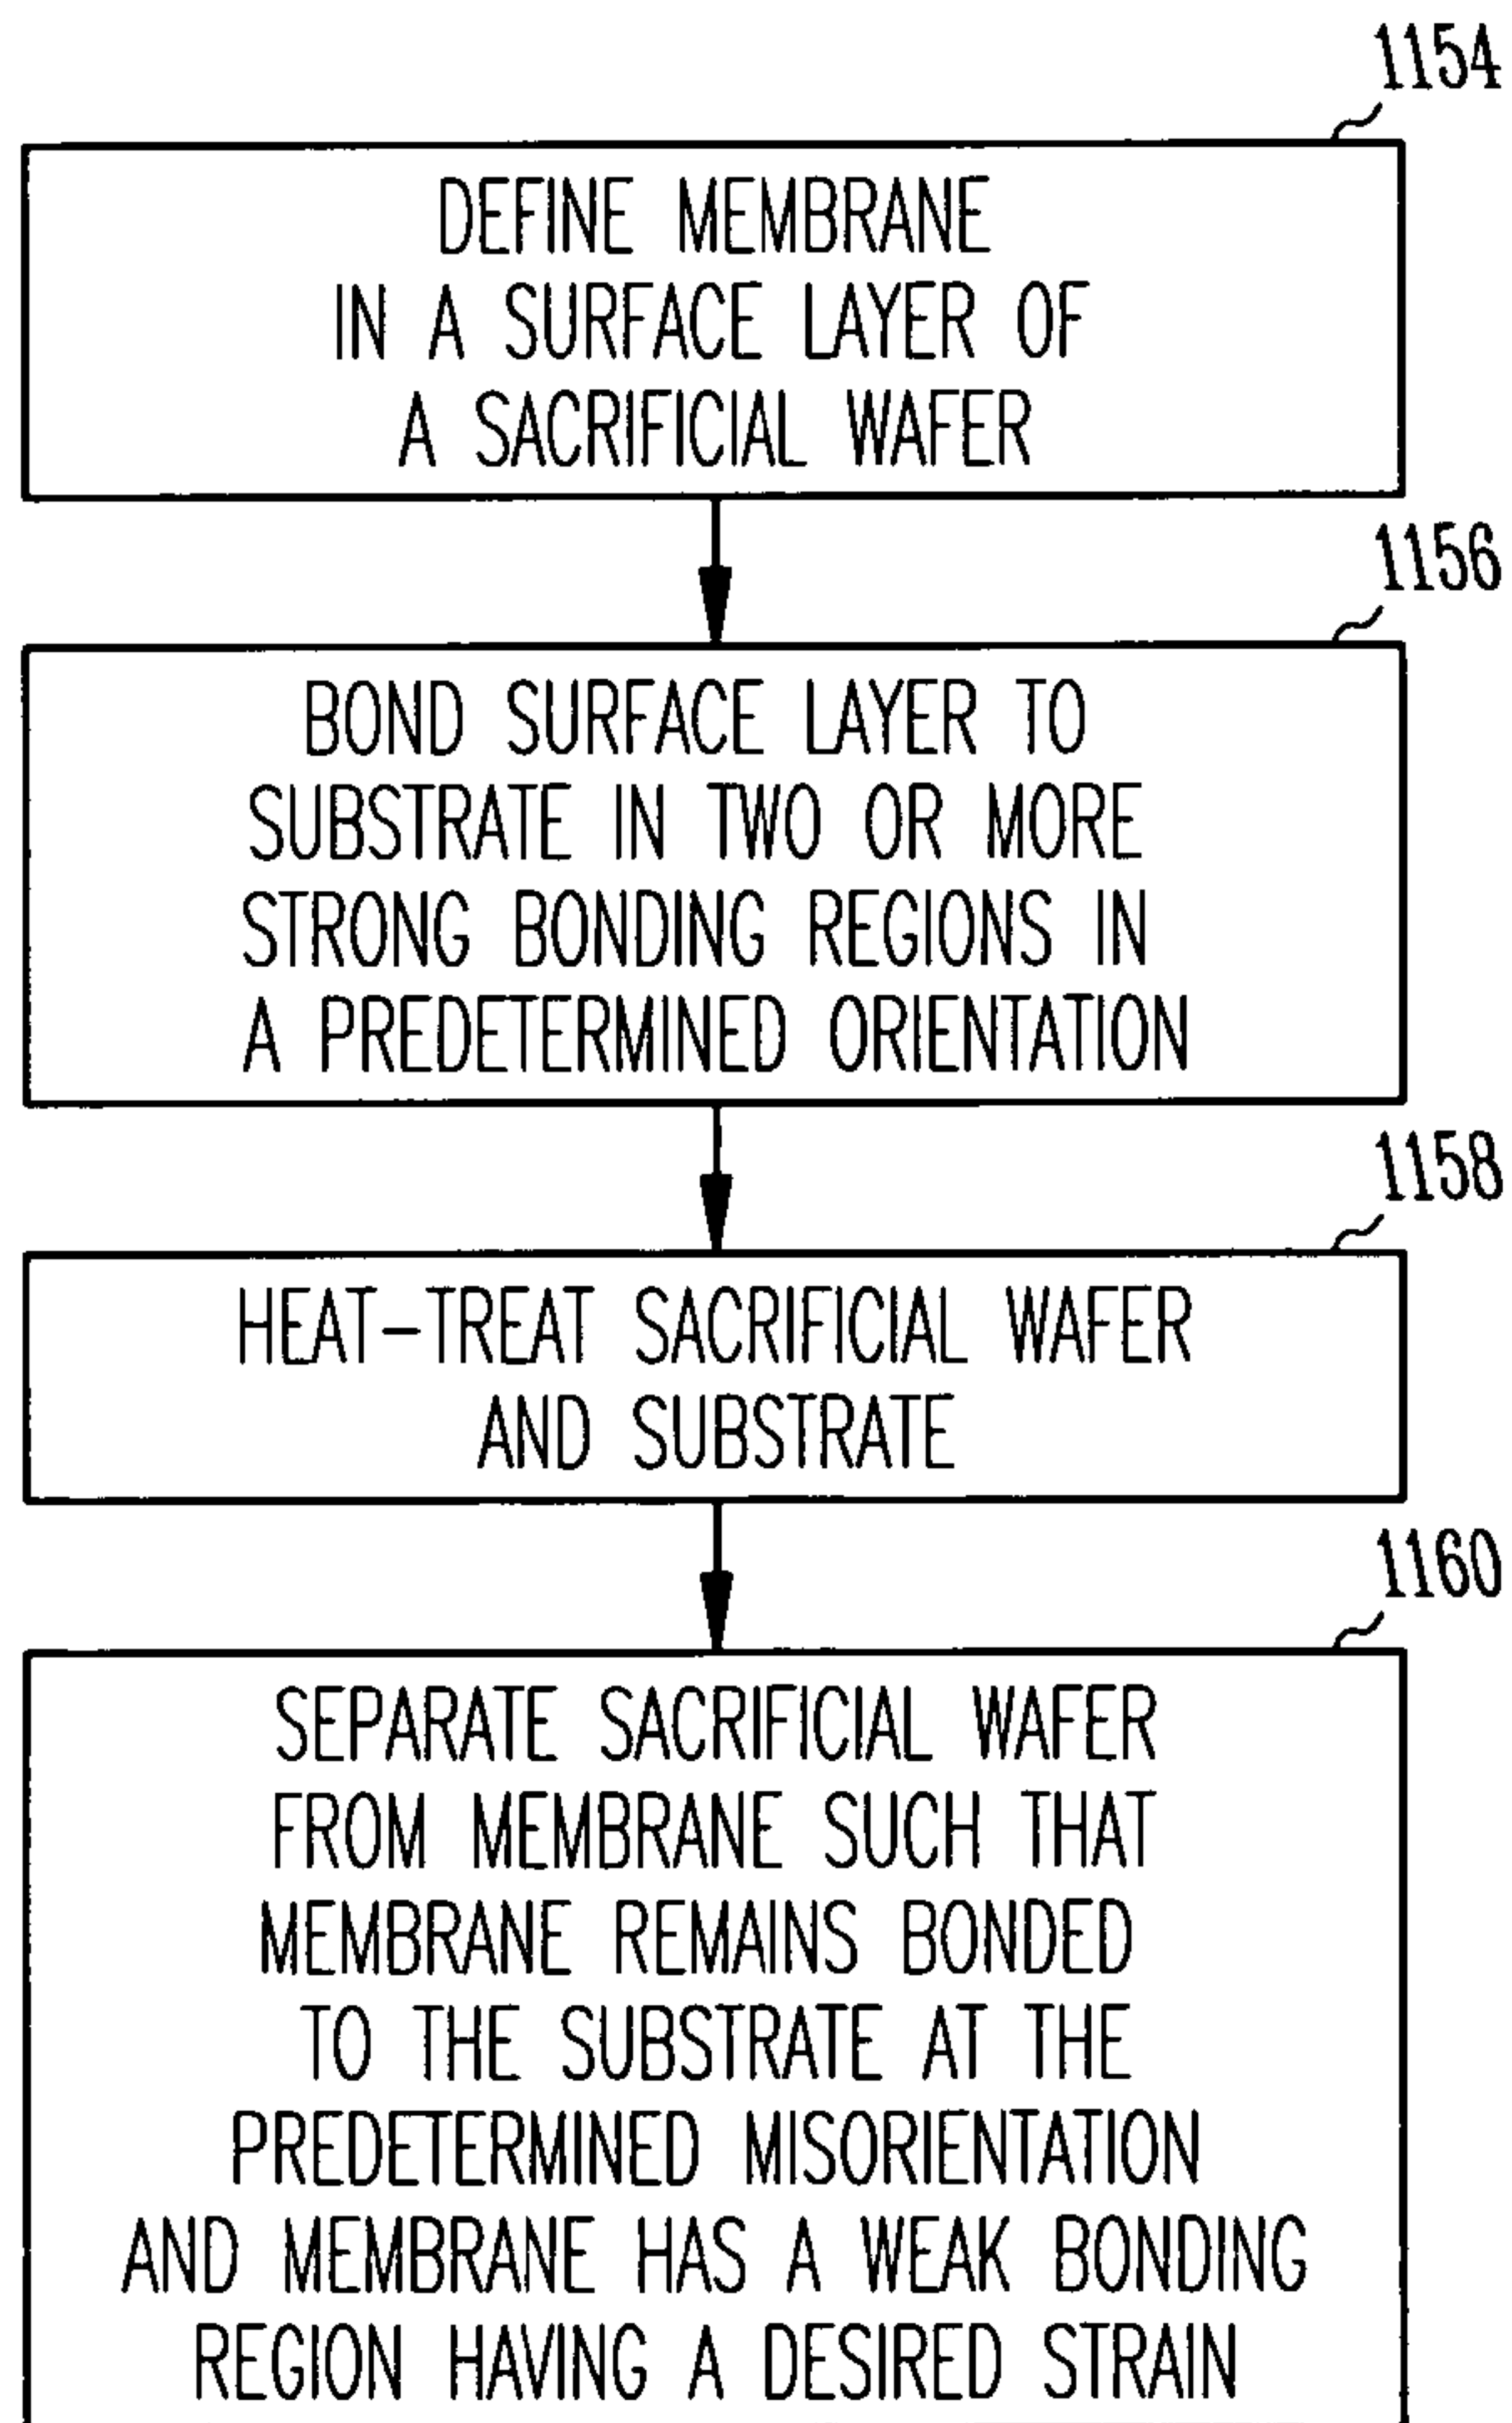 1154
DEFINE MEMBRANE
IN A SURFACE LAYER OF
A SACRIFICIAL WAFER
1156
BOND SURFACE LAYER TO
SUBSTRATE IN TWO OR MORE
STRONG BONDING REGIONS IN
A PREDETERMINED ORIENTATION
1158
HEAT-TREAT SACRIFICIAL WAFER
AND SUBSTRATE
1160
SEPARATE SACRIFICIAL WAFER
FROM MEMBRANE SUCH THAT
MEMBRANE REMAINS BONDED
TO THE SUBSTRATE AT THE
PREDETERMINED MISORIENTATION
AND MEMBRANE HAS A WEAK BONDING
REGION HAVING A DESIRED STRAIN